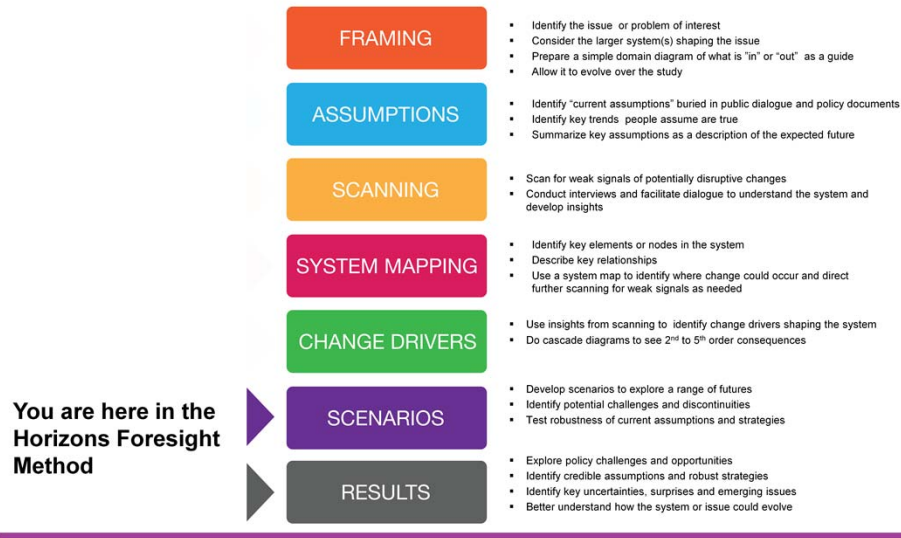 FRAMING
▪ Identify the issue or problem of interest
▪ Consider the larger system(s) shaping the issue
▪ Prepare a simple domain diagram of what is "in" or "out" as a guide
▪ Allow it to evolve over the study
ASSUMPTIONS
▪ Identify "current assumptions" buried in public dialogue and policy documents
▪ Identify key trends people assume are true
▪ Summarize key assumptions as a description of the expected future
SCANNING
▪ Scan for weak signals of potentially disruptive changes
▪ Conduct interviews and facilitate dialogue to understand the system and
develop insights
SYSTEM MAPPING
▪ Identify key elements or nodes in the system
▪ Describe key relationships
▪ Use a system map to identify where change could occur and direct
further scanning for weak signals as needed
CHANGE DRIVERS
▪ Use insights from scanning to identify change drivers shaping the system
▪ Do cascade diagrams to see 2nd to 5th order consequences
You are here in the
Horizons Foresight
Method
SCENARIOS
▪ Develop scenarios to explore a range of futures
▪ Identify potential challenges and discontinuities
▪ Test robustness of current assumptions and strategies
RESULTS
▪ Explore policy challenges and opportunities
▪ Identify credible assumptions and robust strategies
▪ Identify key uncertainties, surprises and emerging issues
▪ Better understand how the system or issue could evolve